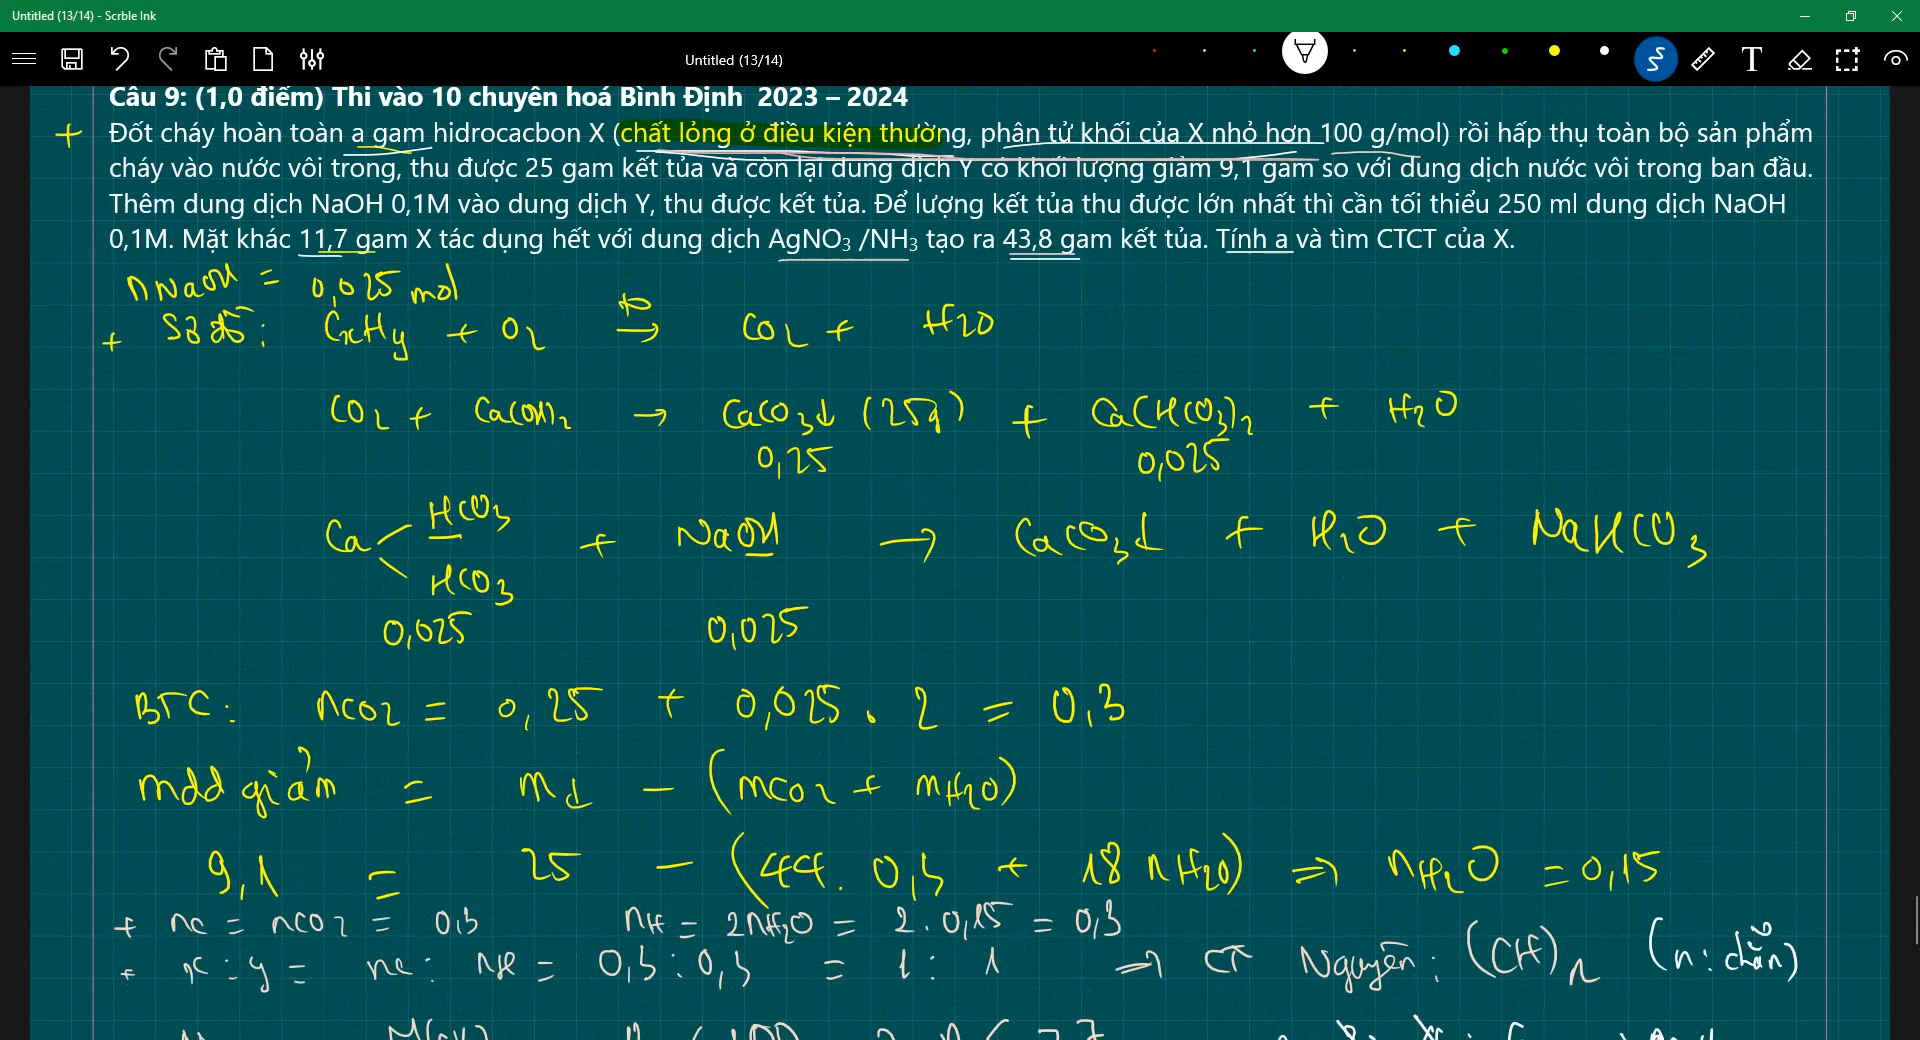 Untitled (13/14) - Scrble Ink
Untitled (13/14)
T
Câu 9: (1,0 điểm) Thi vào 10 chuyên hoá Bình Định 2023 – 2024
+ Đốt cháy hoàn toàn a gam hidrocacbon X (chất lỏng ở điều kiện thường, phân tử khối của X nhỏ hơn 100 g/mol) rồi hấp thụ toàn bộ sản phẩm
cháy vào nước vôi trong, thu được 25 gam kết tủa và còn lại dung dịch Y có khối lượng giảm 9,1 gam so với dung dịch nước vôi trong ban đầu.
Thêm dung dịch NaOH 0,1M vào dung dịch Y, thu được kết tủa. Để lượng kết tủa thu được lớn nhất thì cần tối thiểu 250 ml dung dịch NaOH
0,1M. Mặt khác 11,7 gam X tác dụng hết với dung dịch AgNO₃ /NH₃ tạo ra 43,8 gam kết tủa. Tính a và tìm CTCT của X.
nNaOH = 0,025 mol
+ Sơ đồ: CxHy + O2 →(t°) CO2 + H2O
CO2 + Ca(OH)2 → CaCO3↓ (25g) + Ca(HCO3)2 + H2O
0,25 0,025
Ca(HCO3)(HCO3) + NaOH → CaCO3↓ + H2O + NaHCO3
0,025 0,025
BTC: nCO2 = 0,25 + 0,025 . 2 = 0,3
mdd giảm = m↓ - (mCO2 + mH2O)
9,1 = 25 - (44. 0,3 + 18 nH2O) => nH2O = 0,15
+ nC = nCO2 = 0,3 nH = 2nH2O = 2. 0,15 = 0,3
+ x : y = nC : nH = 0,3 : 0,3 = 1 : 1 => CT Nguyên: (CH)n (n: chẵn)